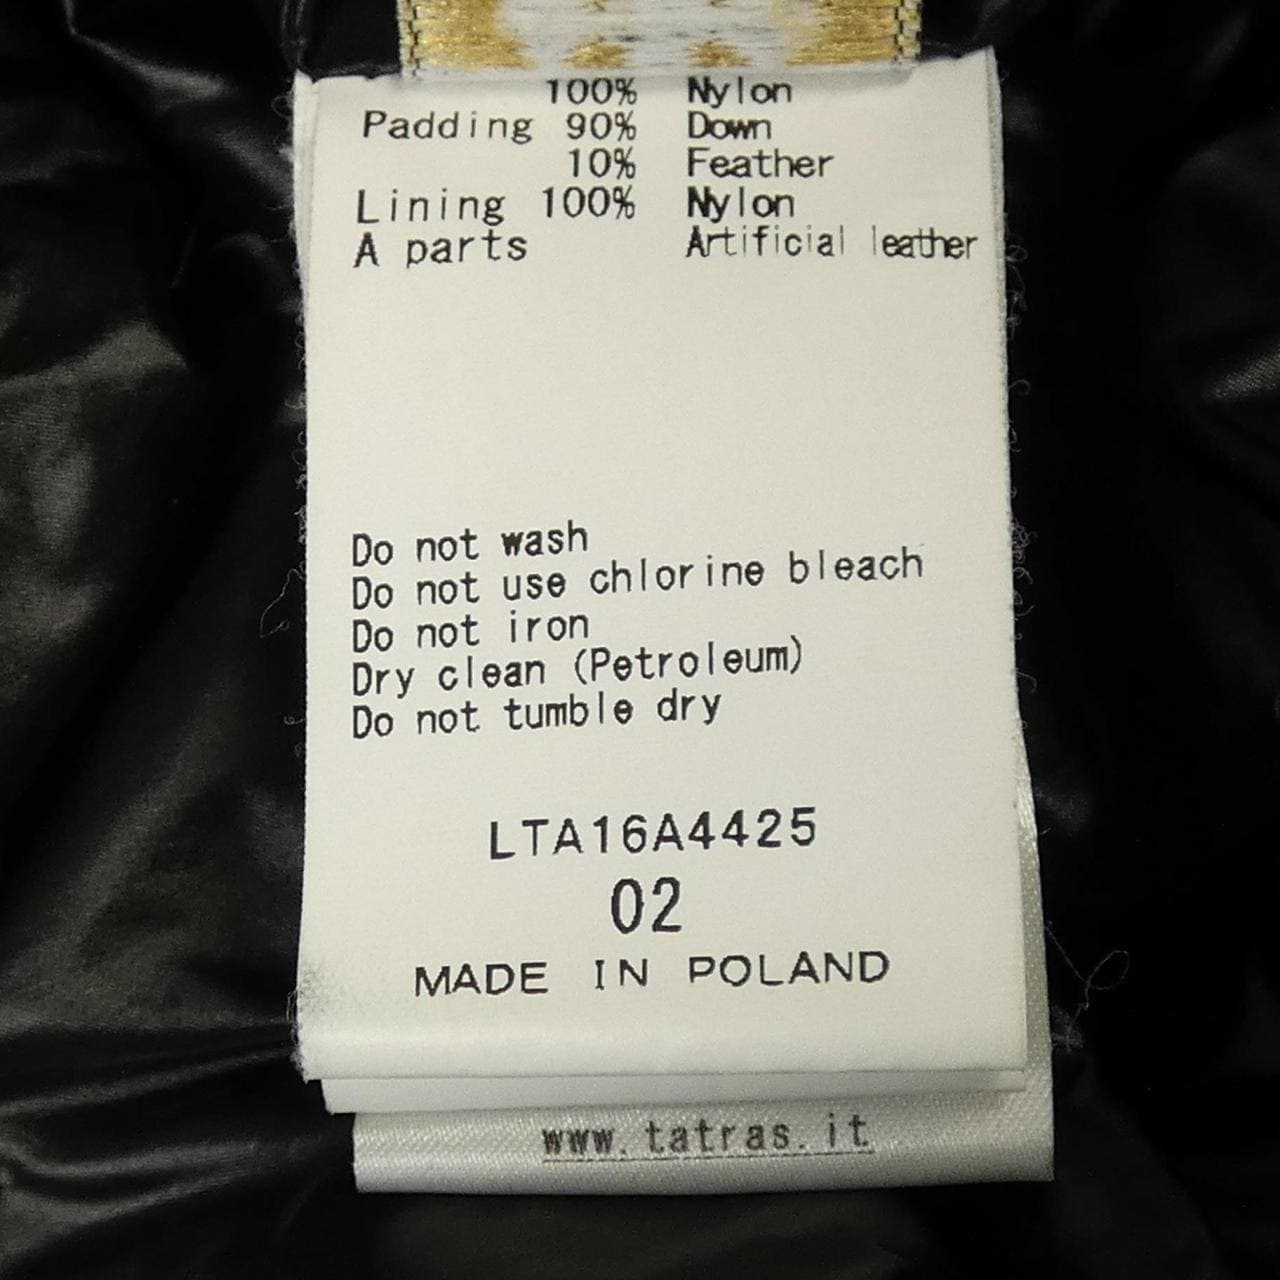 100% Nylon
Padding 90% Down
10% Feather
Lining 100% Nylon
A parts Artificial leather
Do not wash
Do not use chlorine bleach
Do not iron
Dry clean (Petroleum)
Do not tumble dry
LTA16A4425
02
MADE IN POLAND
www.tatras.it